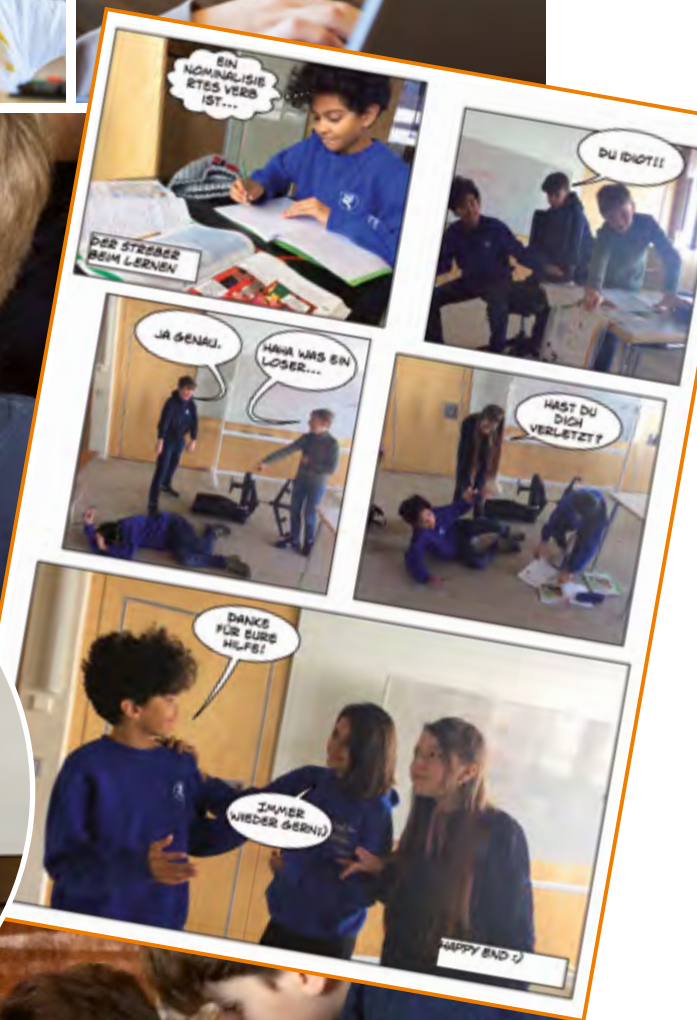 EIN
NOMINALISIE
RTES VERB
IST...
DER STREBER
BEIM LERNEN
DU IDIOT!!
JA GENAU.
HAHA WAS EIN
LOSER...
HAST DU
DICH
VERLETZT?
DANKE
FÜR EURE
HILFE!
IMMER
WIEDER GERN:)
HAPPY END :)